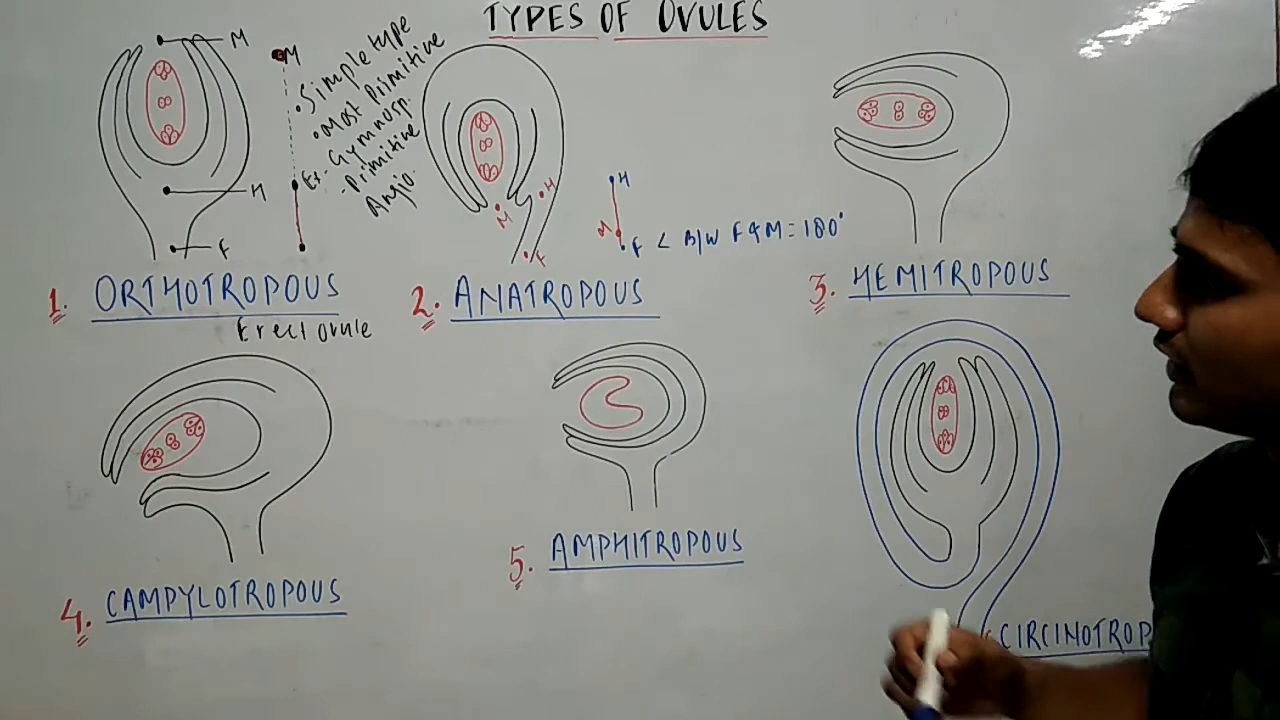 TYPES OF OVULES
M
M
• Simple type
• Most Primitive
Ex- Gymnosp.
- Primitive
Angio.
H
F
H
M
F
H
M
F < B/W F & M = 180°
1. ORTHOTROPOUS
Erect ovule
2. ANATROPOUS
3. HEMITROPOUS
4. CAMPYLOTROPOUS
5. AMPHITROPOUS
CIRCINOTROP